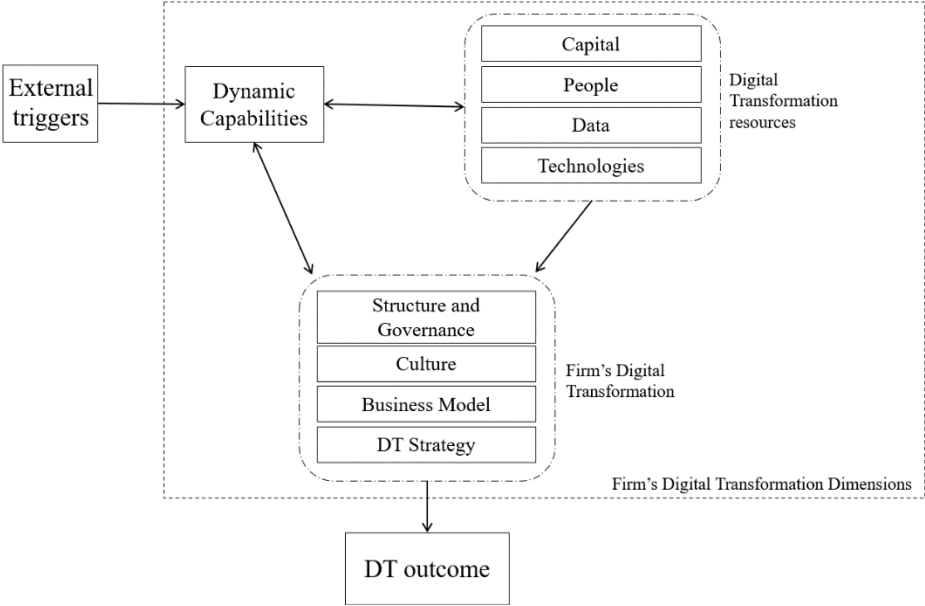 External
triggers
Dynamic
Capabilities
Capital
People
Data
Technologies
Digital
Transformation
resources
Structure and
Governance
Culture
Business Model
DT Strategy
Firm’s Digital
Transformation
Firm’s Digital Transformation Dimensions
DT outcome